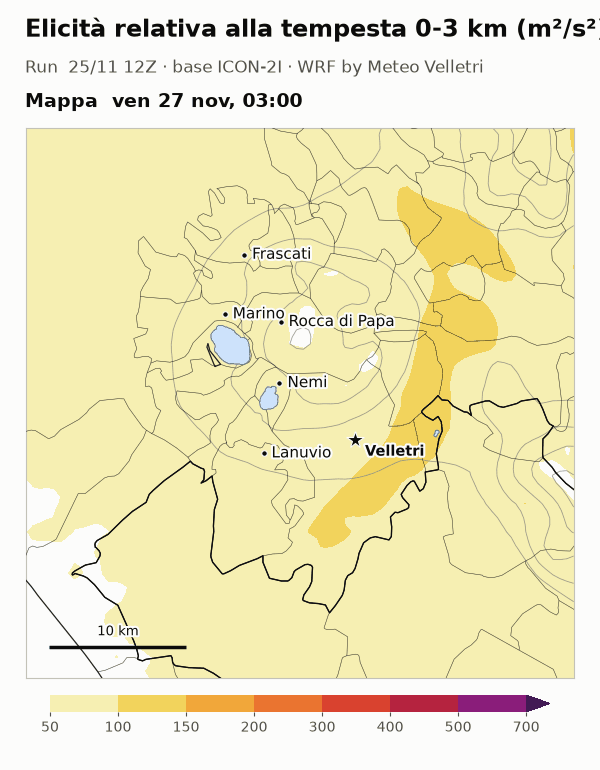 Elicità relativa alla tempesta 0-3 km (m²/s²)
Run  25/11 12Z · base ICON-2I · WRF by Meteo Velletri
Mappa  ven 27 nov, 03:00
Frascati
Marino
Rocca di Papa
Nemi
Velletri
Lanuvio
10 km
50 100 150 200 300 400 500 700